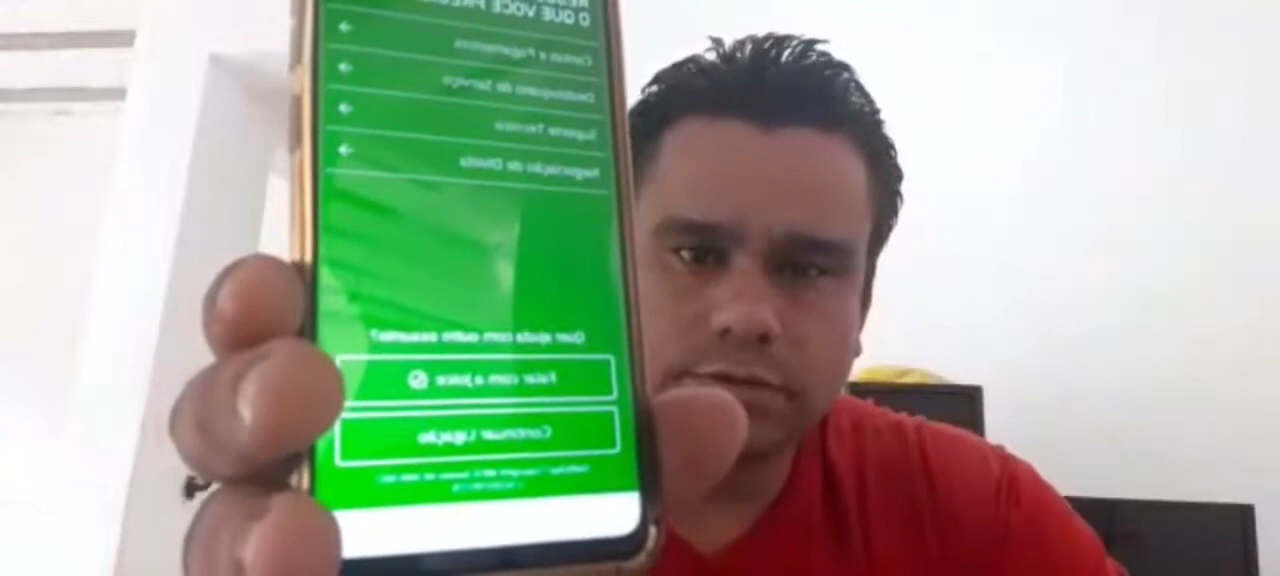 O QUE VOCÊ PRECISA
Contas e Pagamentos
Desbloqueio de Serviço
Suporte Técnico
Negociação de Dívida
Quer ajuda com outro assunto?
Falar com a Joice
Continuar Ligação